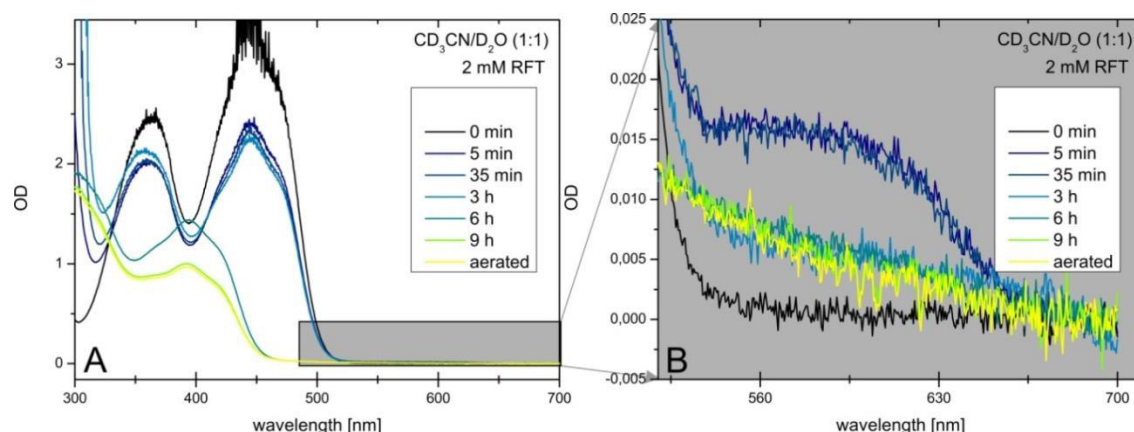 CD₃CN/D₂O (1:1)
2 mM RFT
0 min
5 min
35 min
3 h
6 h
9 h
aerated
3
2
1
0
OD
A
300
400
500
600
700
wavelength [nm]
CD₃CN/D₂O (1:1)
2 mM RFT
0 min
5 min
35 min
3 h
6 h
9 h
aerated
0,025
0,020
0,015
0,010
0,005
0,000
-0,005
OD
B
560
630
700
wavelength [nm]